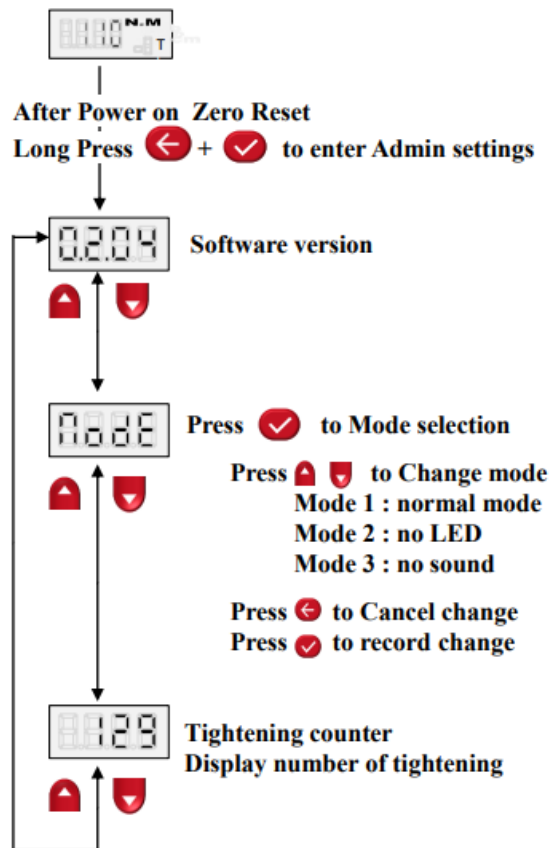 110 N.M
T
After Power on Zero Reset
Long Press + to enter Admin settings
0.2.04 Software version
ModE Press to Mode selection
Press to Change mode
Mode 1 : normal mode
Mode 2 : no LED
Mode 3 : no sound
Press to Cancel change
Press to record change
129 Tightening counter
Display number of tightening